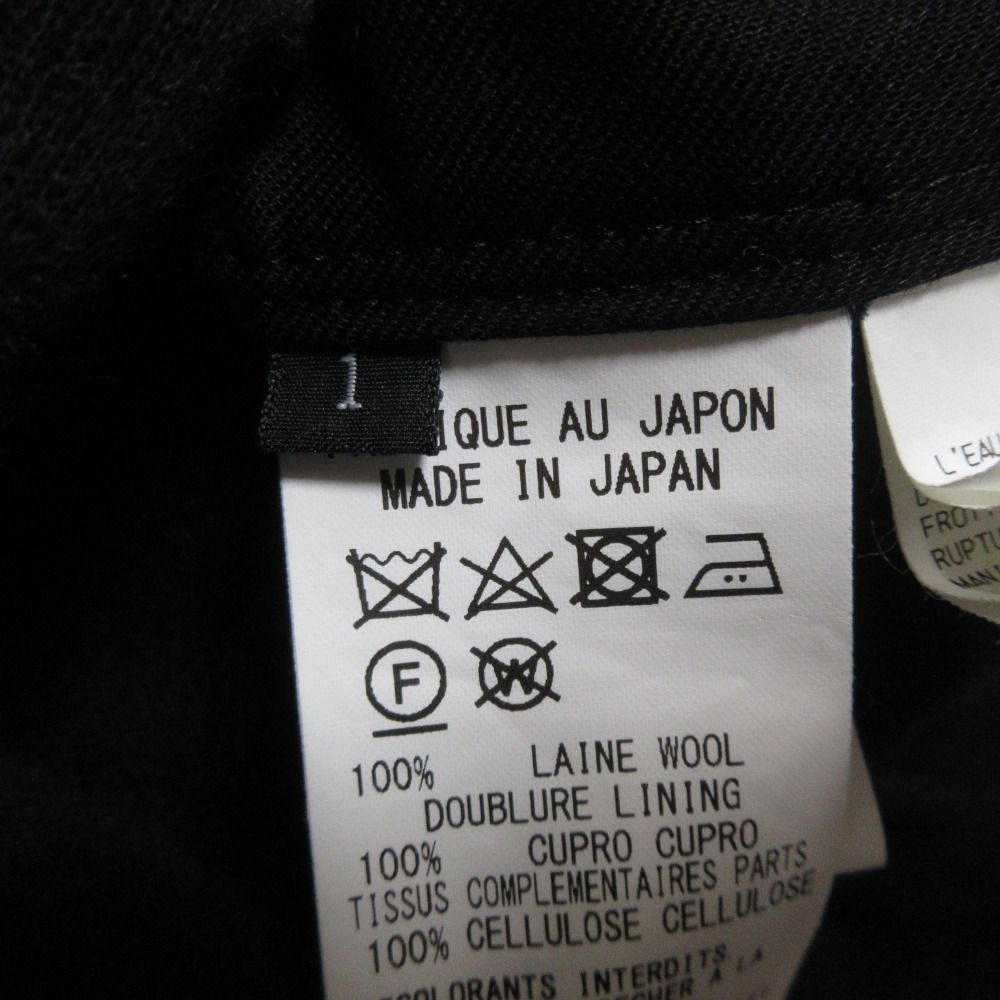 1
IQUE AU JAPON
MADE IN JAPAN
F
W
100% LAINE WOOL
DOUBLURE LINING
100% CUPRO CUPRO
TISSUS COMPLEMENTAIRES PARTS
100% CELLULOSE CELLULOSE
COLORANTS INTERDITS
A LA
L'EAU
FROT
RUPTU